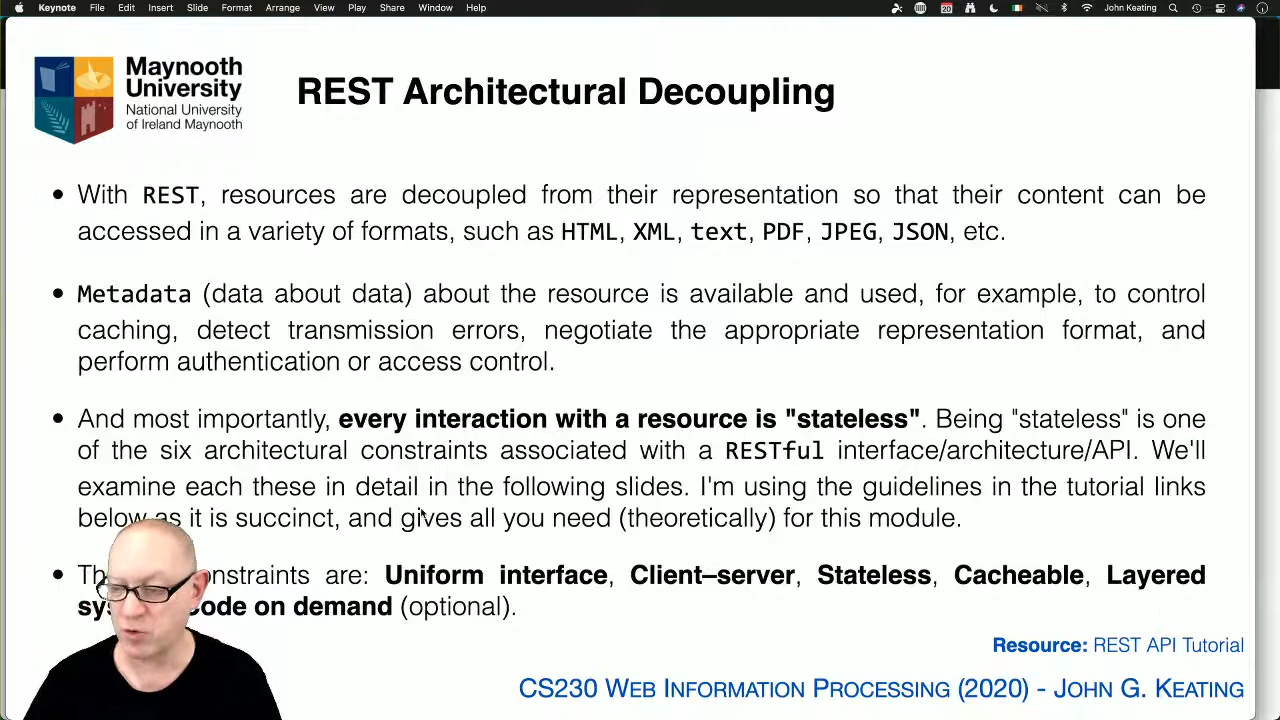 Keynote File Edit Insert Slide Format Arrange View Play Share Window Help 20 John Keating
Maynooth
University
National University
of Ireland Maynooth
REST Architectural Decoupling
• With REST, resources are decoupled from their representation so that their content can be
accessed in a variety of formats, such as HTML, XML, text, PDF, JPEG, JSON, etc.
• Metadata (data about data) about the resource is available and used, for example, to control
caching, detect transmission errors, negotiate the appropriate representation format, and
perform authentication or access control.
• And most importantly, every interaction with a resource is "stateless". Being "stateless" is one
of the six architectural constraints associated with a RESTful interface/architecture/API. We'll
examine each these in detail in the following slides. I'm using the guidelines in the tutorial links
below as it is succinct, and gives all you need (theoretically) for this module.
• constraints are: Uniform interface, Client–server, Stateless, Cacheable, Layered
Code on demand (optional).
Resource: REST API Tutorial
CS230 Web Information Processing (2020) - John G. Keating